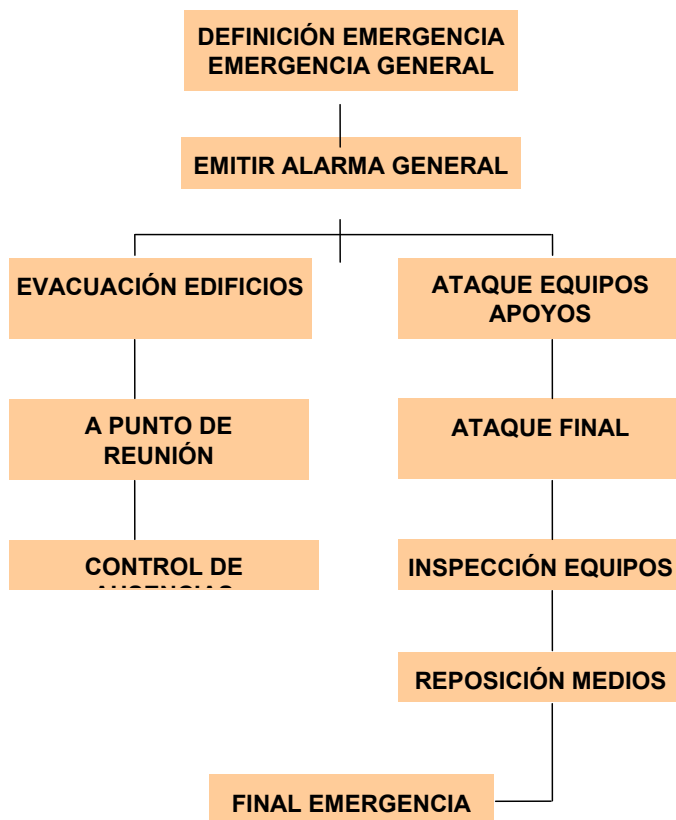 DEFINICIÓN EMERGENCIA
EMERGENCIA GENERAL
EMITIR ALARMA GENERAL
EVACUACIÓN EDIFICIOS
ATAQUE EQUIPOS
APOYOS
A PUNTO DE
REUNIÓN
ATAQUE FINAL
CONTROL DE
INSPECCIÓN EQUIPOS
REPOSICIÓN MEDIOS
FINAL EMERGENCIA